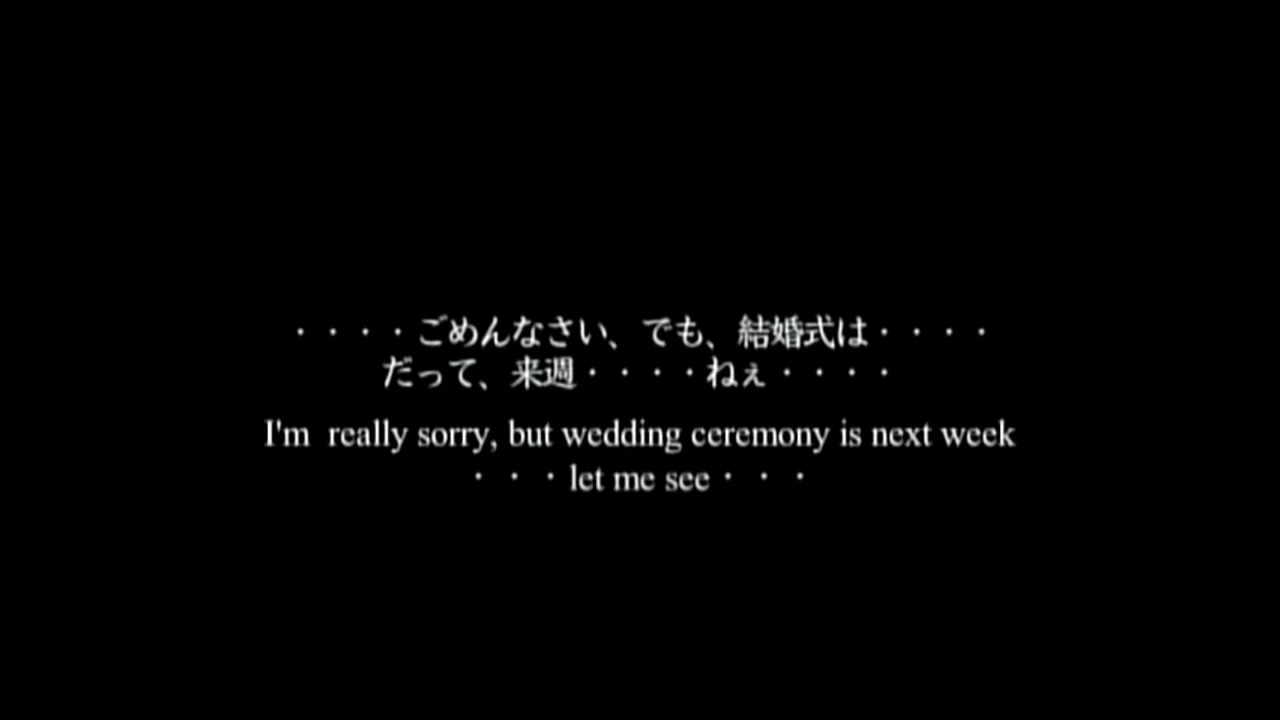 ・・・・ごめんなさい、でも、結婚式は・・・・
だって、来週・・・・ねぇ・・・・
I'm  really sorry, but wedding ceremony is next week
・・・let me see・・・